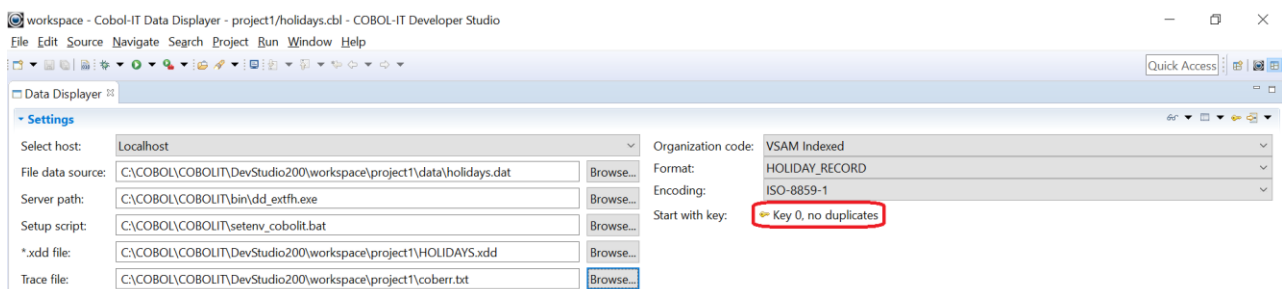 workspace - Cobol-IT Data Displayer - project1/holidays.cbl - COBOL-IT Developer Studio
File Edit Source Navigate Search Project Run Window Help
Quick Access
Data Displayer
Settings
Select host: Localhost
Organization code: VSAM Indexed
File data source: C:\COBOL\COBOLIT\DevStudio200\workspace\project1\data\holidays.dat Browse...
Format: HOLIDAY_RECORD
Server path: C:\COBOL\COBOLIT\bin\dd_extfh.exe Browse...
Encoding: ISO-8859-1
Setup script: C:\COBOL\COBOLIT\setenv_cobolit.bat Browse...
Start with key: Key 0, no duplicates
*.xdd file: C:\COBOL\COBOLIT\DevStudio200\workspace\project1\HOLIDAYS.xdd Browse...
Trace file: C:\COBOL\COBOLIT\DevStudio200\workspace\project1\coberr.txt Browse...